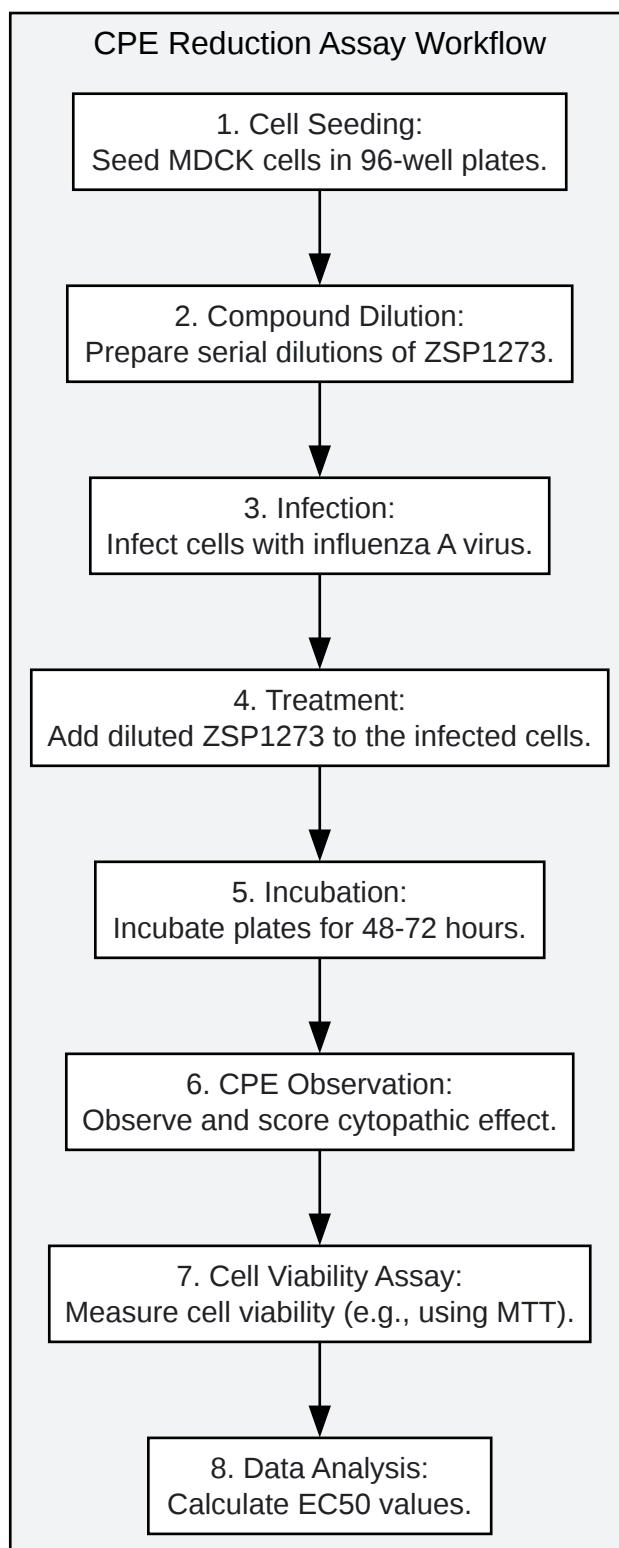 CPE Reduction Assay Workflow
1. Cell Seeding:
Seed MDCK cells in 96-well plates.
2. Compound Dilution:
Prepare serial dilutions of ZSP1273.
3. Infection:
Infect cells with influenza A virus.
4. Treatment:
Add diluted ZSP1273 to the infected cells.
5. Incubation:
Incubate plates for 48-72 hours.
6. CPE Observation:
Observe and score cytopathic effect.
7. Cell Viability Assay:
Measure cell viability (e.g., using MTT).
8. Data Analysis:
Calculate EC50 values.